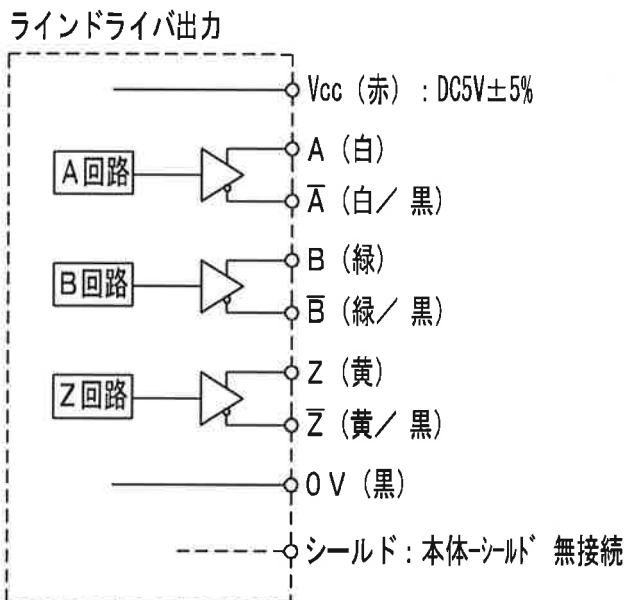 ラインドライバ出力
Vcc（赤）：DC5V±5%
A回路
A（白）
A̅（白／黒）
B回路
B（緑）
B̅（緑／黒）
Z回路
Z（黄）
Z̅（黄／黒）
0V（黒）
シールド：本体ｰｼｰﾙﾄﾞ 無接続